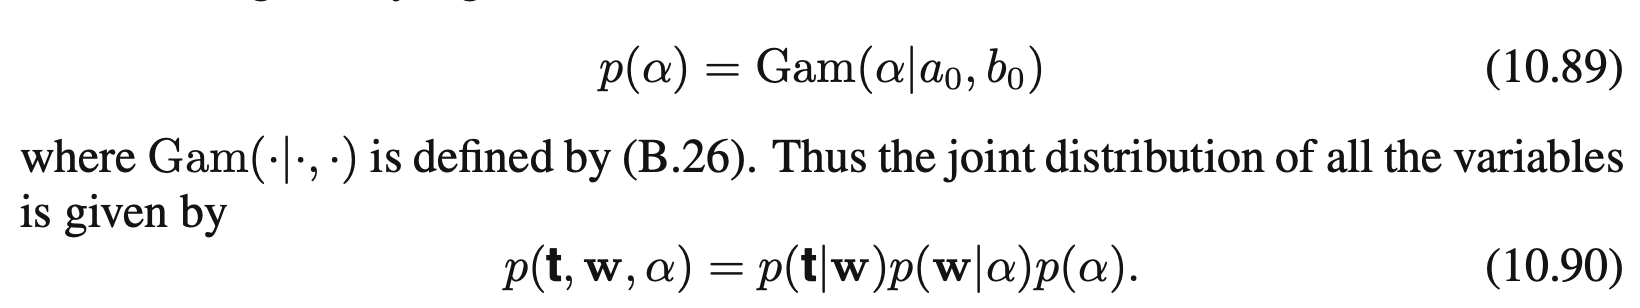 p(α) = Gam(α|a₀, b₀) (10.89)
where Gam(·|·, ·) is defined by (B.26). Thus the joint distribution of all the variables
is given by
p(𝘁, 𝐰, α) = p(𝘁|𝐰)p(𝐰|α)p(α). (10.90)